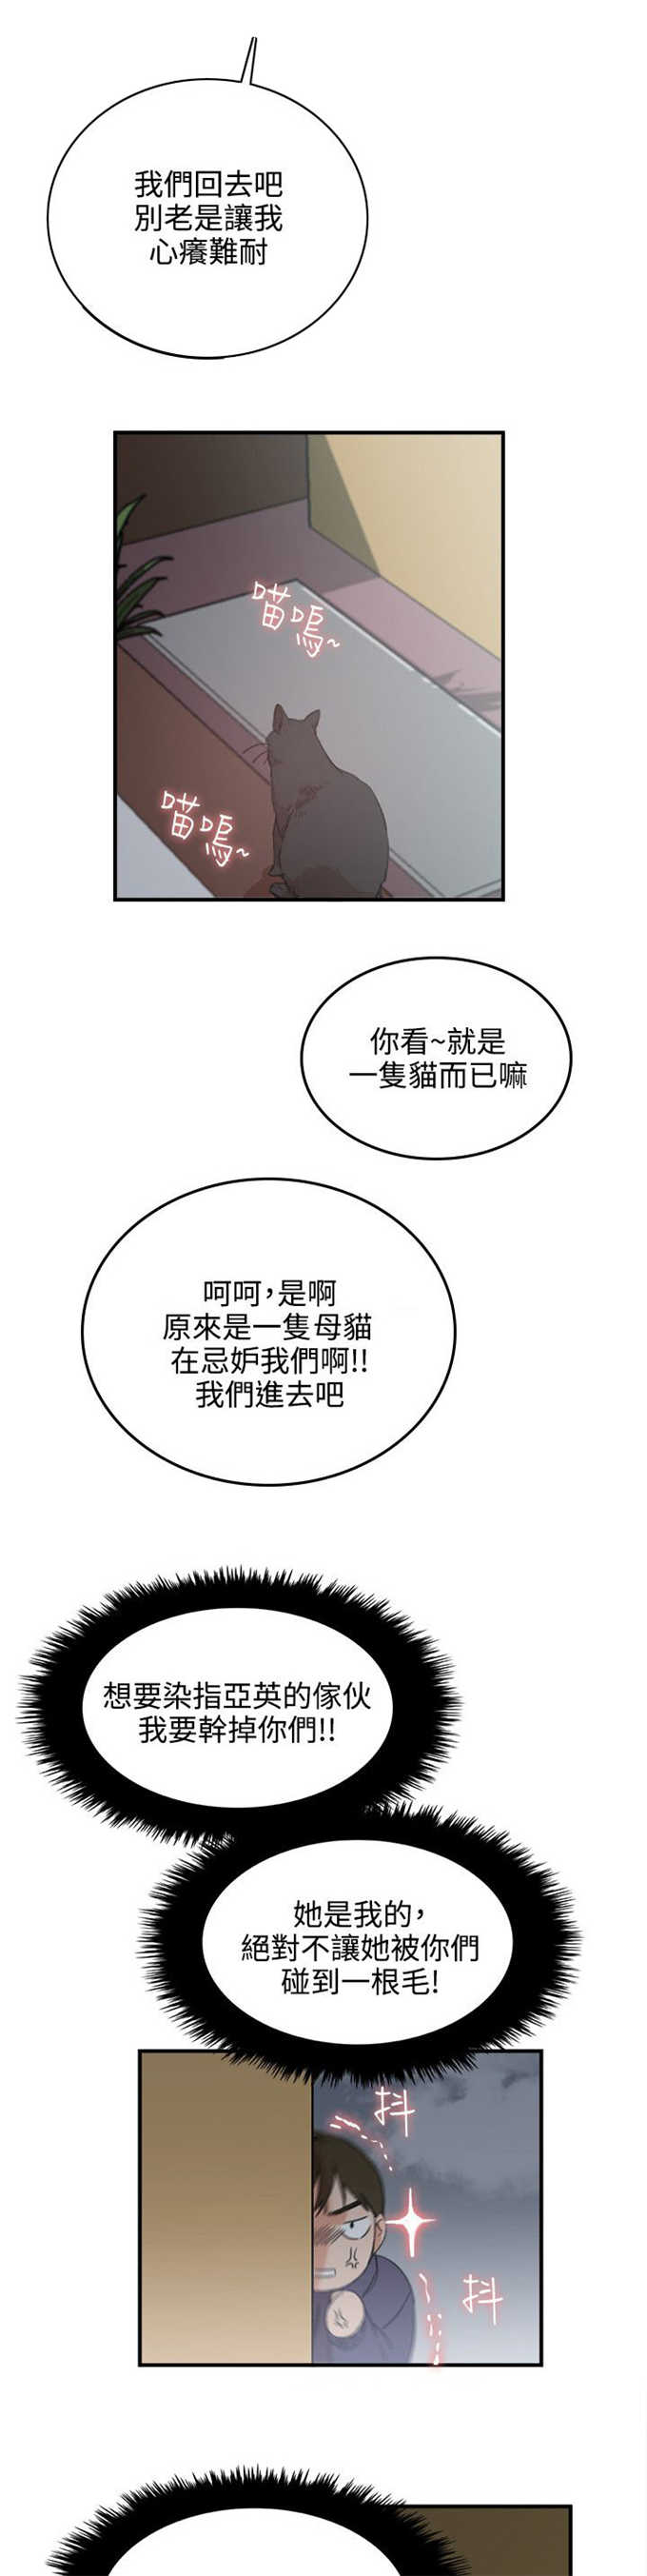 我們回去吧
別老是讓我
心癢難耐
喵嗚~
喵嗚~
你看~就是
一隻貓而已嘛
呵呵，是啊
原來是一隻母貓
在忌妒我們啊!!
我們進去吧
想要染指亞英的傢伙
我要幹掉你們!!
她是我的，
絕對不讓她被你們
碰到一根毛!
抖
抖